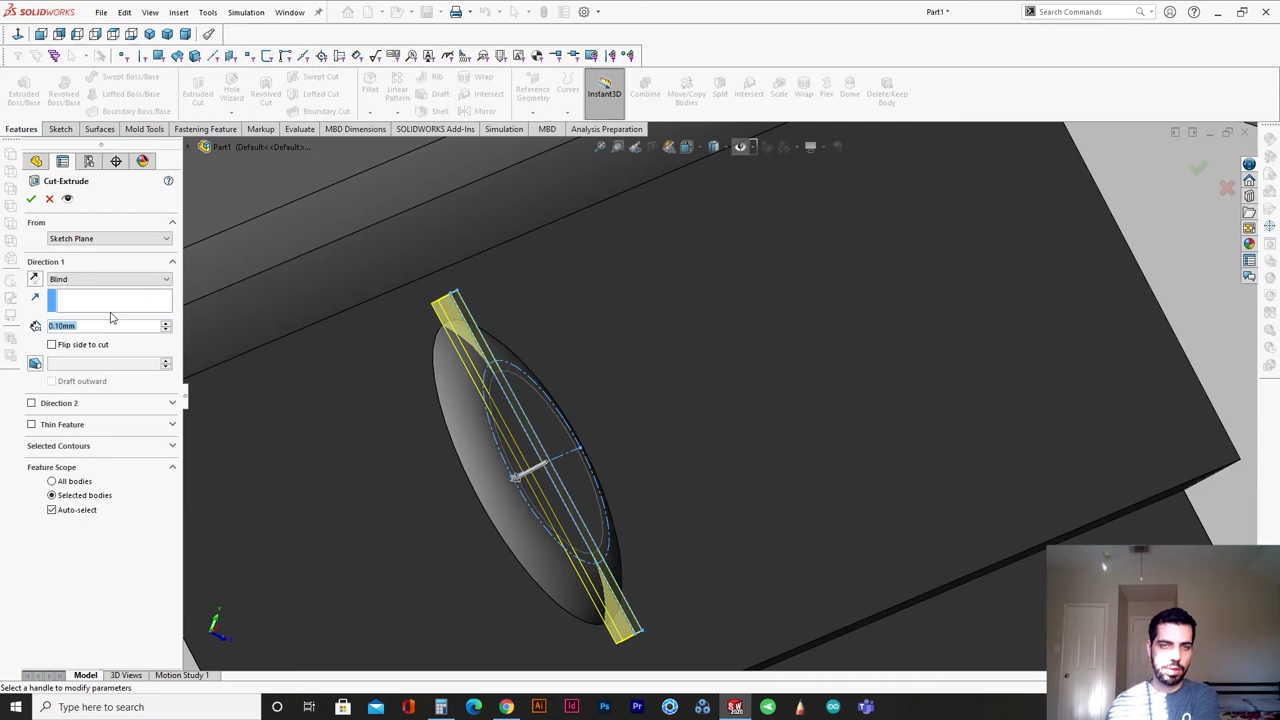 SOLIDWORKS
File
Edit
View
Insert
Tools
Simulation
Window
Part1 *
Search Commands
Extruded Boss/Base
Revolved Boss/Base
Swept Boss/Base
Lofted Boss/Base
Boundary Boss/Base
Extruded Cut
Hole Wizard
Revolved Cut
Swept Cut
Lofted Cut
Boundary Cut
Fillet
Linear Pattern
Rib
Draft
Shell
Wrap
Intersect
Mirror
Reference Geometry
Curves
Instant3D
Combine
Move/Copy Bodies
Split
Intersect
Scale
Wrap
Flex
Dome
Delete/Keep Body
Features
Sketch
Surfaces
Mold Tools
Fastening Feature
Markup
Evaluate
MBD Dimensions
SOLIDWORKS Add-Ins
Simulation
MBD
Analysis Preparation
Part1 (Default<<Default>...
Cut-Extrude
From
Sketch Plane
Direction 1
Blind
0.10mm
Flip side to cut
Draft outward
Direction 2
Thin Feature
Selected Contours
Feature Scope
All bodies
Selected bodies
Auto-select
Model
3D Views
Motion Study 1
Select a handle to modify parameters
Type here to search